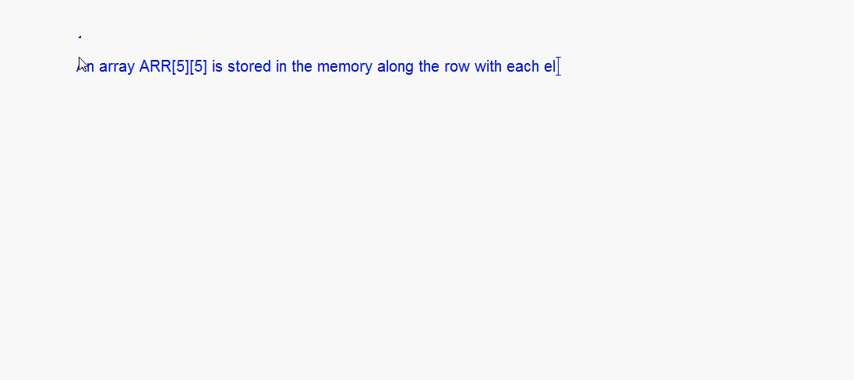 An array ARR[5][5] is stored in the memory along the row with each el